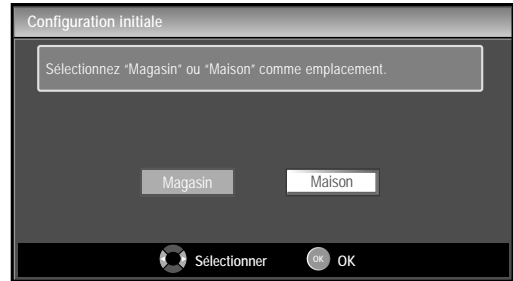 Configuration initiale
Sélectionnez "Magasin" ou "Maison" comme emplacement.
Magasin Maison
Sélectionner OK OK